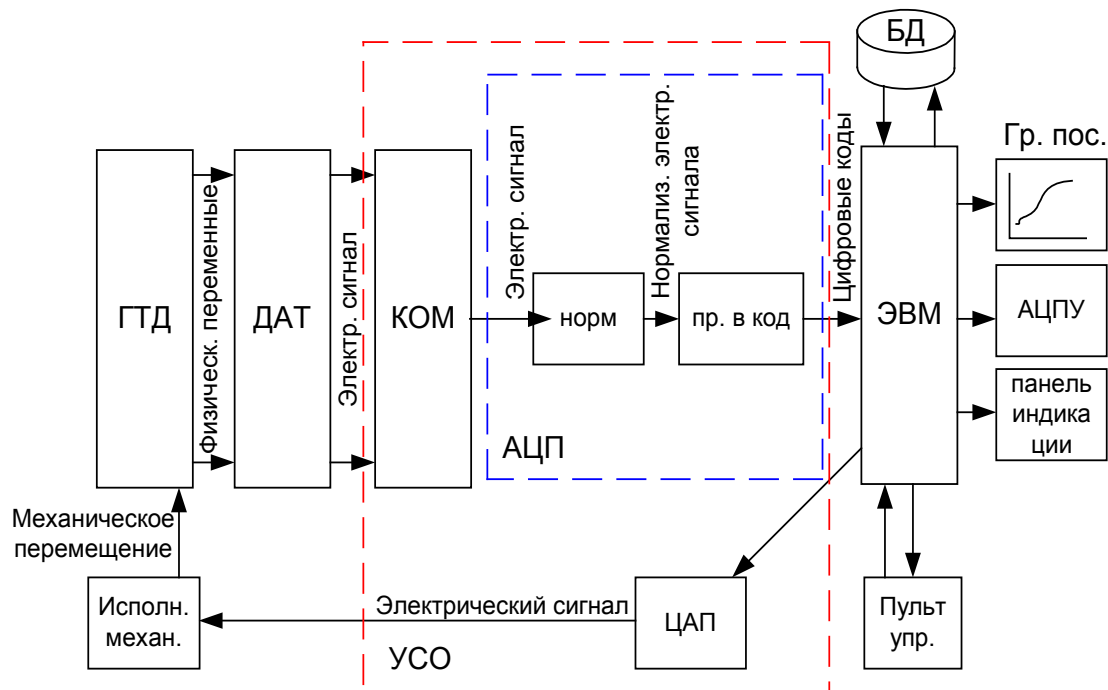 БД
Гр. пос.
ГТД
Физическ. переменные
ДАТ
Электр. сигнал
КОМ
Электр. сигнал
норм
Нормализ. электр.
сигнала
пр. в код
Цифровые коды
ЭВМ
АЦПУ
панель
индика
ции
АЦП
Механическое
перемещение
Исполн.
механ.
Электрический сигнал
ЦАП
УСО
Пульт
упр.